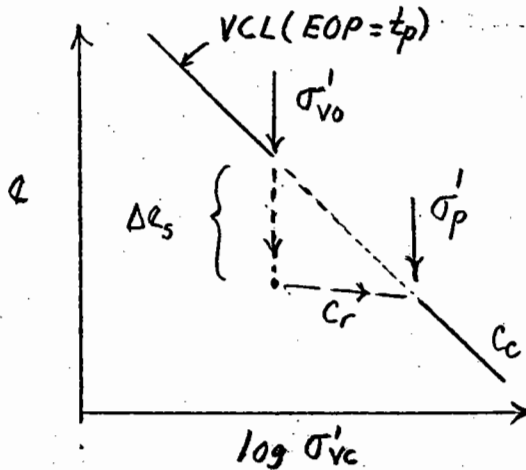 VCL (EOP = tp)
σ'vo
e
Δes
σ'p
Cr
Cc
log σ'vc